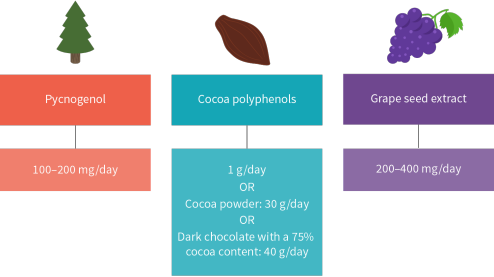 Pycnogenol
100–200 mg/day
Cocoa polyphenols
1 g/day
OR
Cocoa powder: 30 g/day
OR
Dark chocolate with a 75%
cocoa content: 40 g/day
Grape seed extract
200–400 mg/day